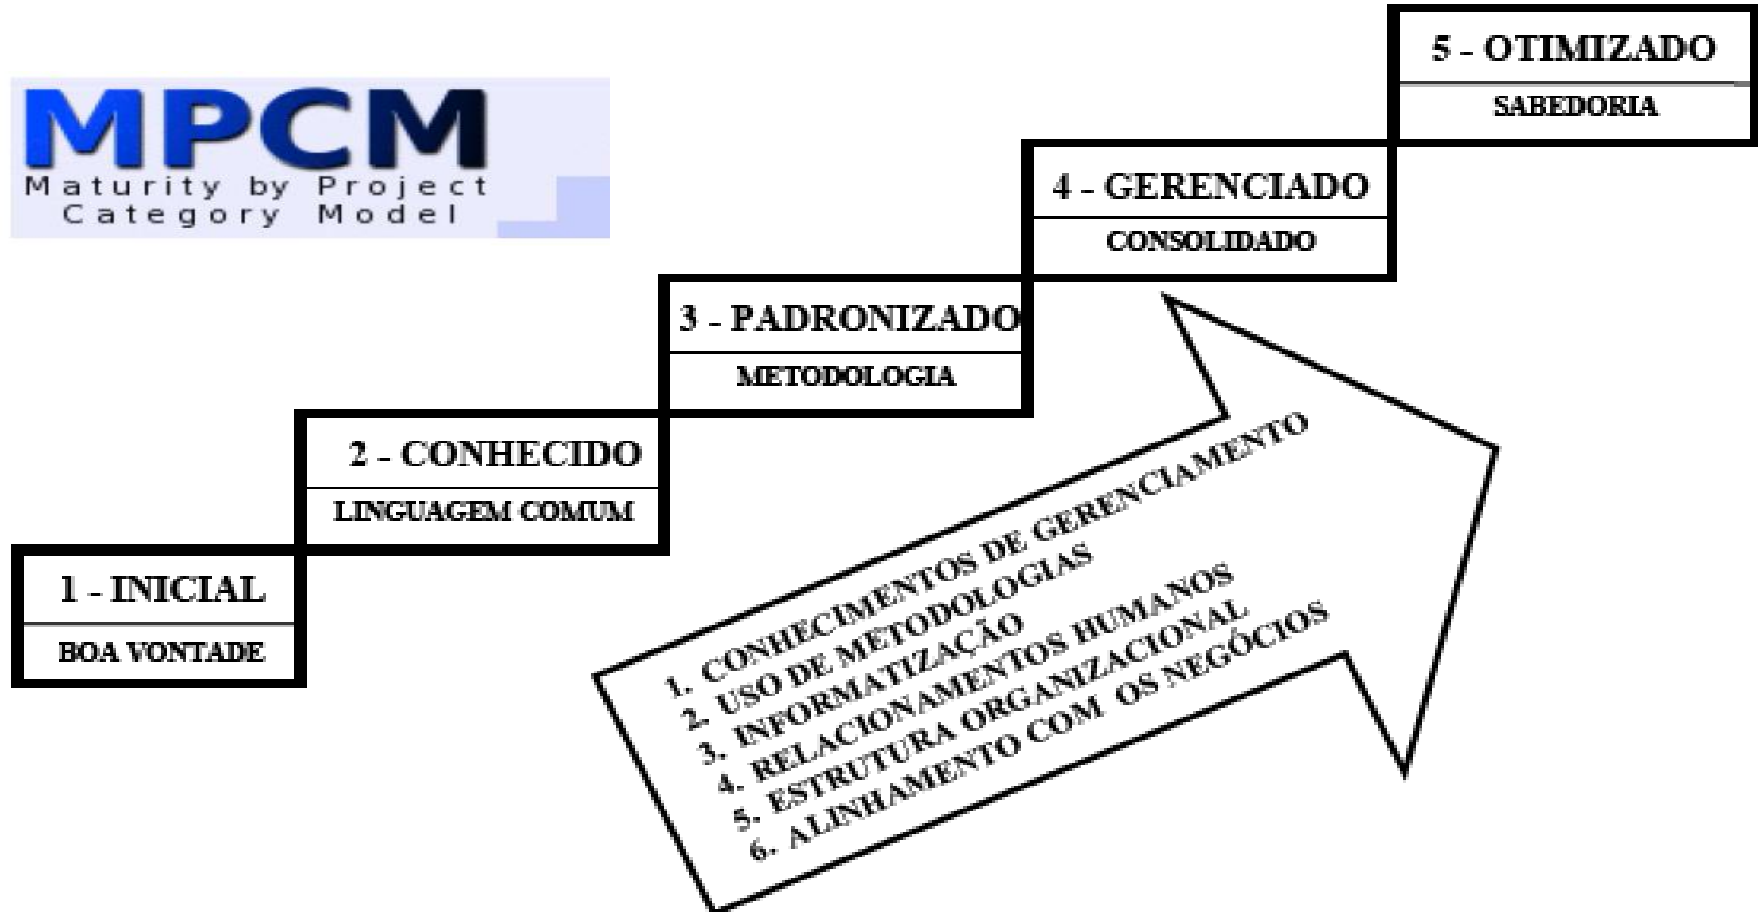 MPCM
Maturity by Project
Category Model
5 - OTIMIZADO
SABEDORIA
4 - GERENCIADO
CONSOLIDADO
3 - PADRONIZADO
METODOLOGIA
2 - CONHECIDO
LINGUAGEM COMUM
1 - INICIAL
BOA VONTADE
1. CONHECIMENTOS DE GERENCIAMENTO
2. USO DE METODOLOGIAS
3. INFORMATIZAÇÃO
4. RELACIONAMENTOS HUMANOS
5. ESTRUTURA ORGANIZACIONAL
6. ALINHAMENTO COM OS NEGÓCIOS